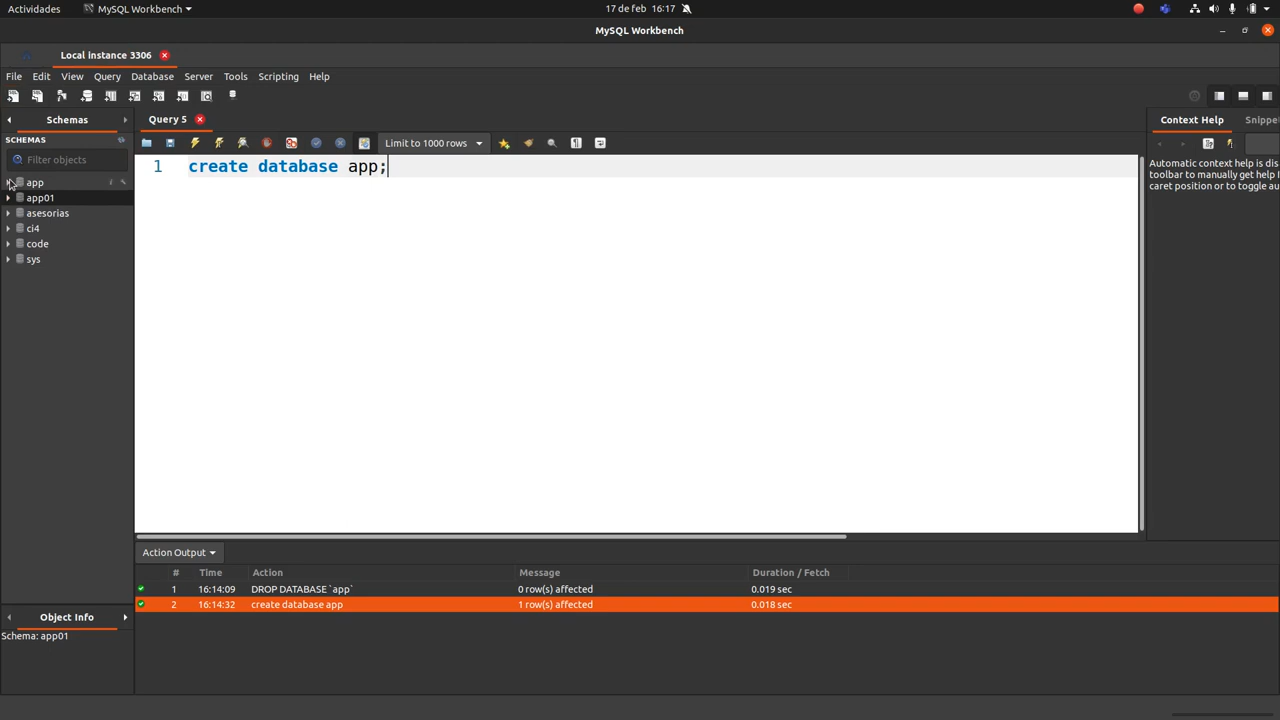 Actividades MySQL Workbench 17 de feb 16:17
MySQL Workbench
Local instance 3306
File Edit View Query Database Server Tools Scripting Help
Schemas Query 5 Context Help Snippe
SCHEMAS
Limit to 1000 rows
Filter objects
Automatic context help is dis
toolbar to manually get help
caret position or to toggle au
1 create database app;
app
app01
asesorias
ci4
code
sys
Action Output
# Time Action Message Duration / Fetch
1 16:14:09 DROP DATABASE `app` 0 row(s) affected 0.019 sec
2 16:14:32 create database app 1 row(s) affected 0.018 sec
Object Info
Schema: app01